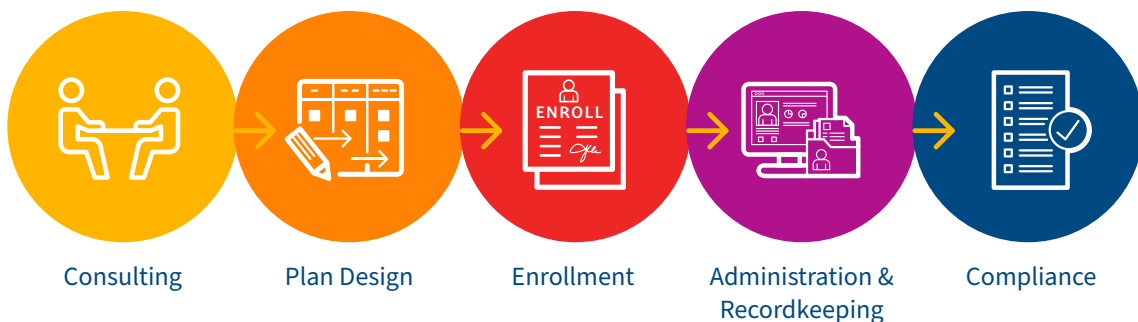 ENROLL
Consulting
Plan Design
Enrollment
Administration &
Recordkeeping
Compliance